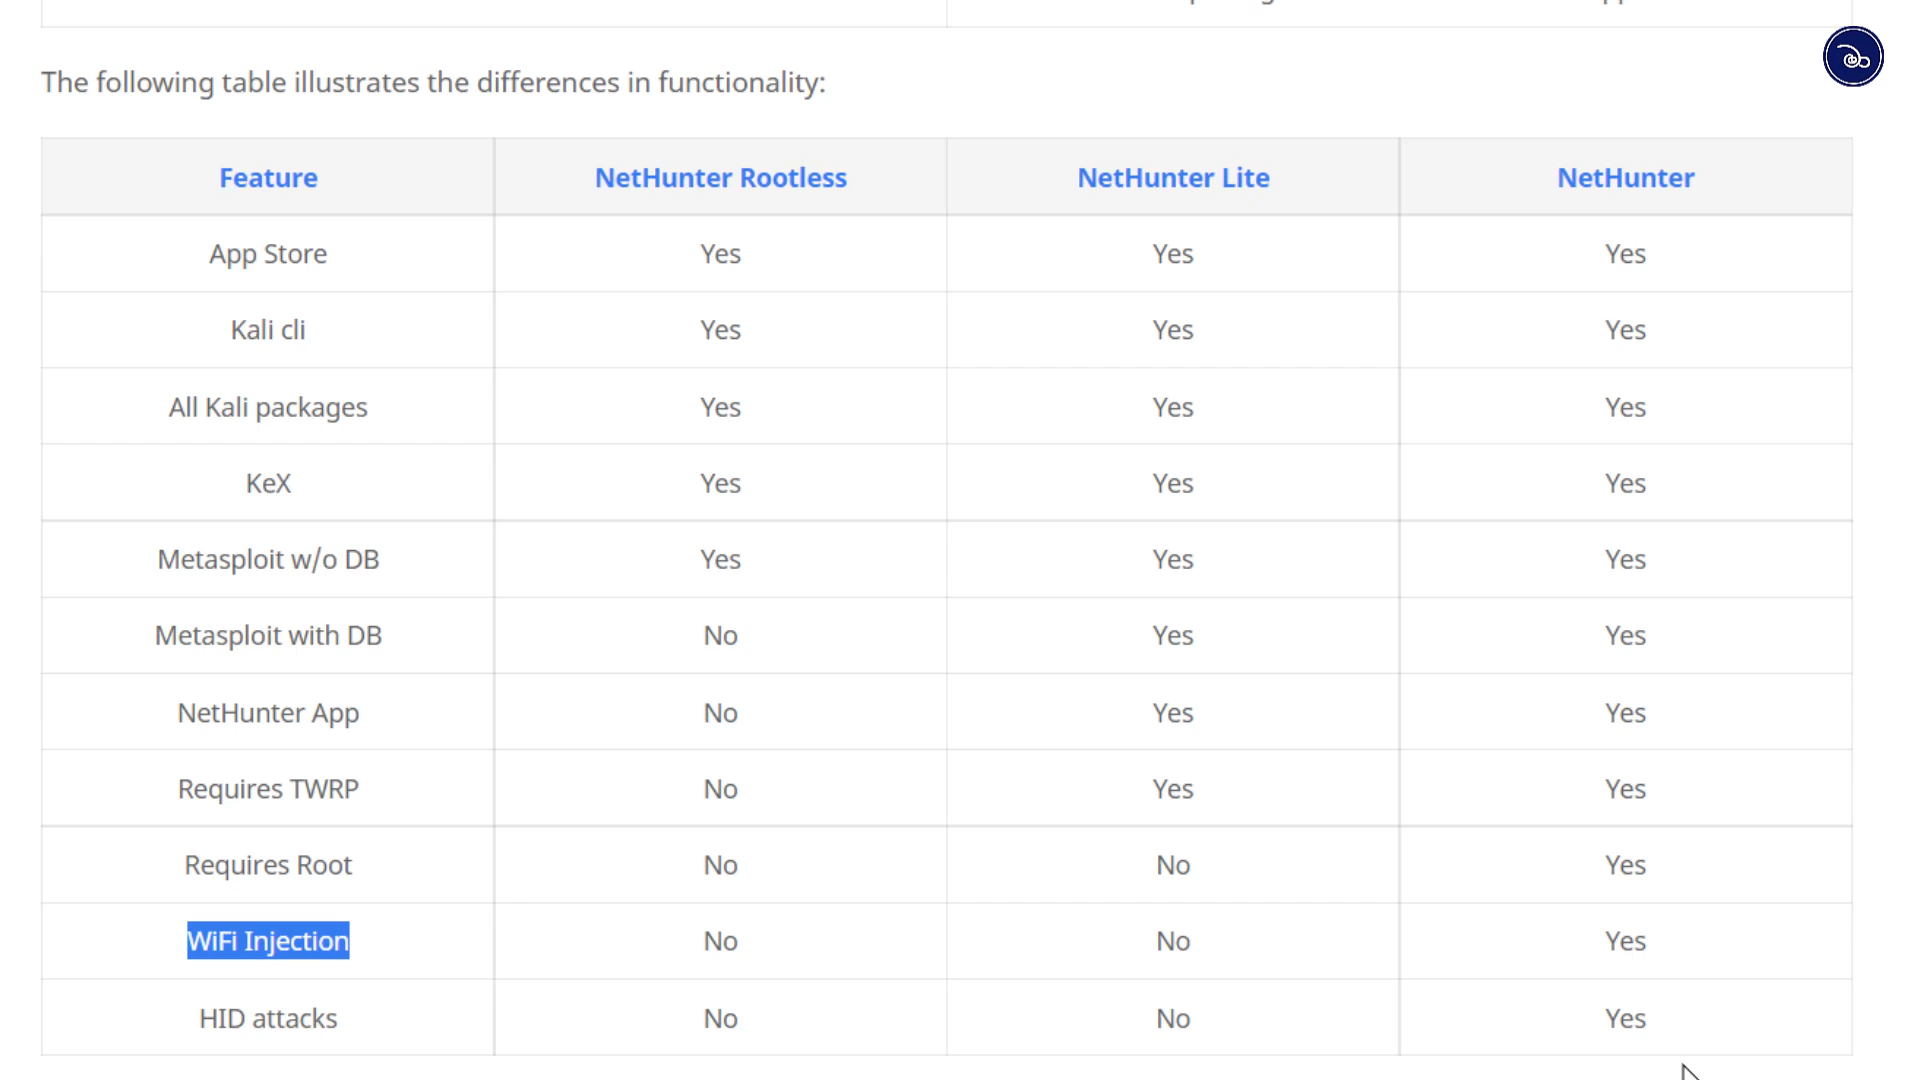 The following table illustrates the differences in functionality:
Feature NetHunter Rootless NetHunter Lite NetHunter
App Store Yes Yes Yes
Kali cli Yes Yes Yes
All Kali packages Yes Yes Yes
KeX Yes Yes Yes
Metasploit w/o DB Yes Yes Yes
Metasploit with DB No Yes Yes
NetHunter App No Yes Yes
Requires TWRP No Yes Yes
Requires Root No No Yes
WiFi Injection No No Yes
HID attacks No No Yes